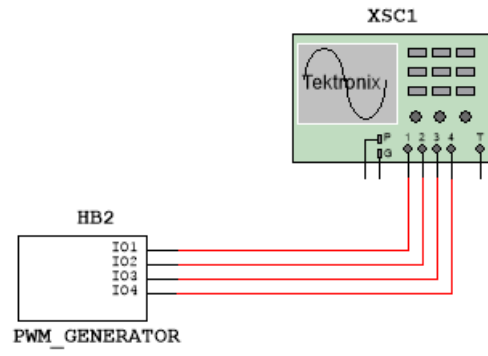 XSC1
Tektronix
P
G
1 2 3 4 T
HB2
IO1
IO2
IO3
IO4
PWM_GENERATOR